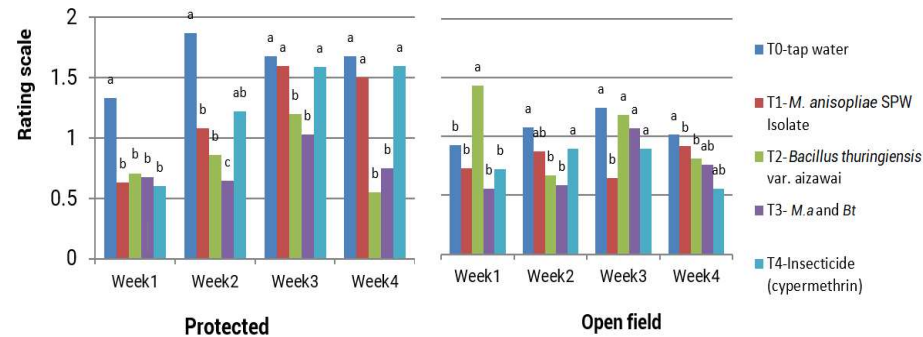 Rating scale
2
1.5
1
0.5
0
a
b
b
b
b
a
b
b
c
ab
a
a
b
b
a
a
a
b
b
a
Week1
Week2
Week3
Week4
Protected
b
b
a
b
b
a
ab
b
b
a
a
b
a
a
a
a
b
b
ab
ab
Week1
Week2
Week3
Week4
Open field
T0-tap water
T1-M. anisopliae SPW
Isolate
T2-Bacillus thuringiensis
var. aizawai
T3- M.a and Bt
T4-Insecticide
(cypermethrin)